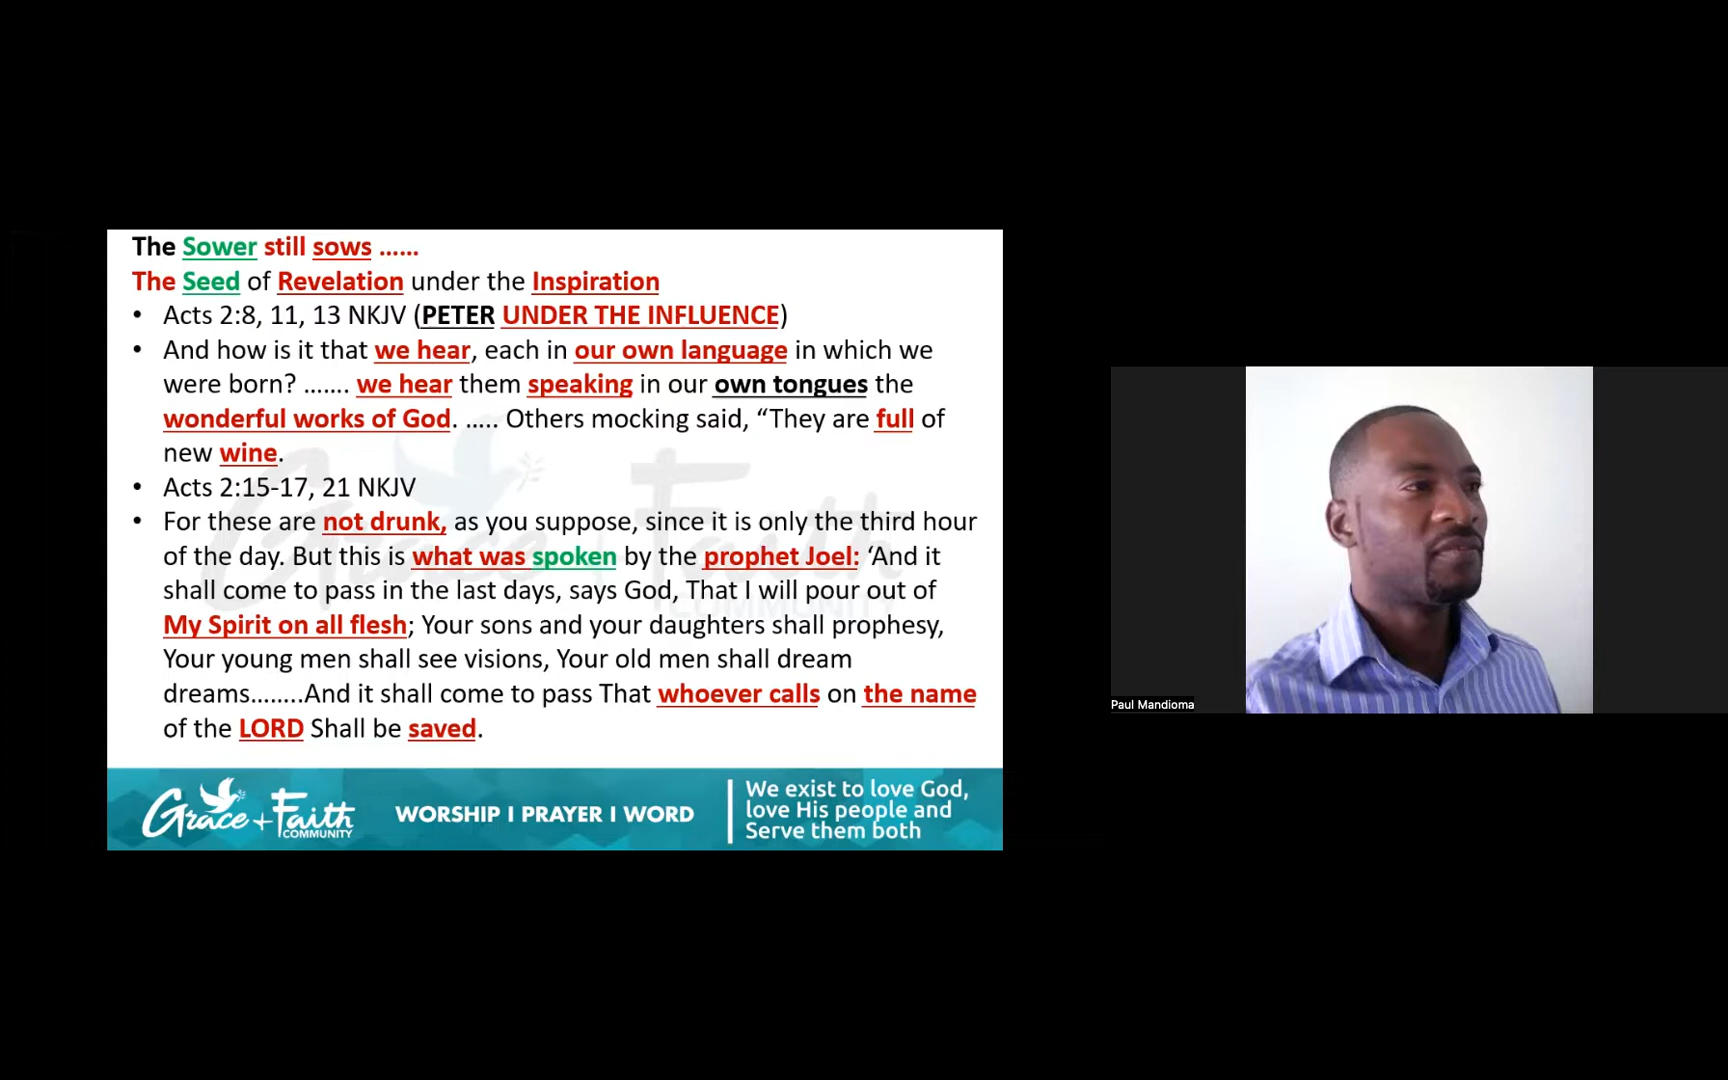 The Sower still sows ......
The Seed of Revelation under the Inspiration
• Acts 2:8, 11, 13 NKJV (PETER UNDER THE INFLUENCE)
• And how is it that we hear, each in our own language in which we
were born? ....... we hear them speaking in our own tongues the
wonderful works of God. ..... Others mocking said, “They are full of
new wine.
• Acts 2:15-17, 21 NKJV
• For these are not drunk, as you suppose, since it is only the third hour
of the day. But this is what was spoken by the prophet Joel: ‘And it
shall come to pass in the last days, says God, That I will pour out of
My Spirit on all flesh; Your sons and your daughters shall prophesy,
Your young men shall see visions, Your old men shall dream
dreams........And it shall come to pass That whoever calls on the name
of the LORD Shall be saved.
Grace + Faith
COMMUNITY
WORSHIP I PRAYER I WORD
We exist to love God,
love His people and
Serve them both
Paul Mandioma